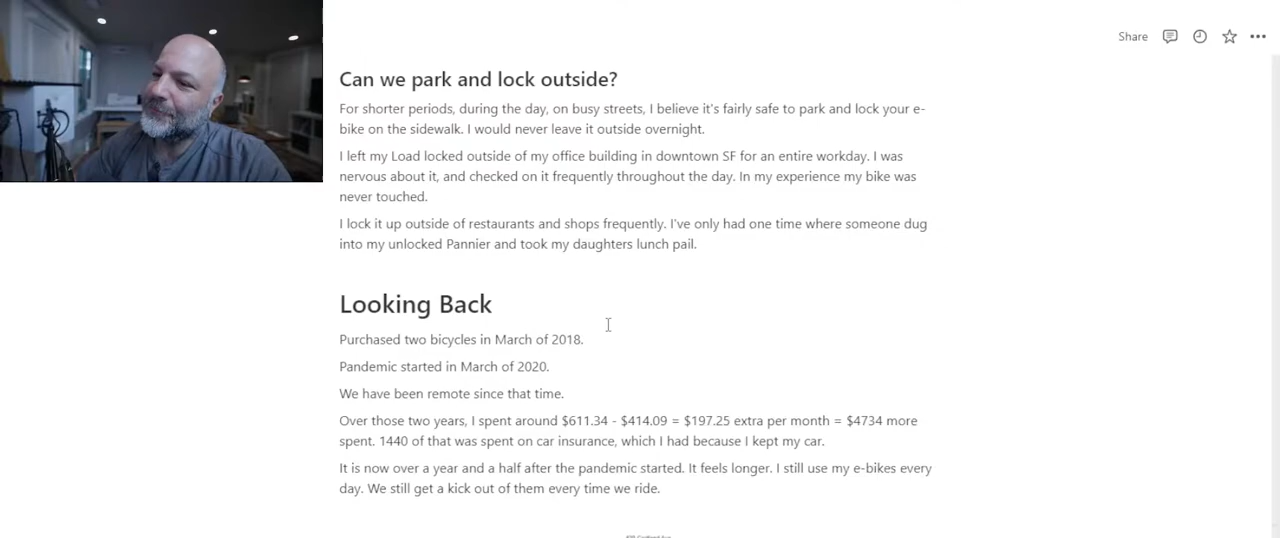 Share
Can we park and lock outside?
For shorter periods, during the day, on busy streets, I believe it's fairly safe to park and lock your e-
bike on the sidewalk. I would never leave it outside overnight.
I left my Load locked outside of my office building in downtown SF for an entire workday. I was
nervous about it, and checked on it frequently throughout the day. In my experience my bike was
never touched.
I lock it up outside of restaurants and shops frequently. I've only had one time where someone dug
into my unlocked Pannier and took my daughters lunch pail.
Looking Back
Purchased two bicycles in March of 2018.
Pandemic started in March of 2020.
We have been remote since that time.
Over those two years, I spent around $611.34 - $414.09 = $197.25 extra per month = $4734 more
spent. 1440 of that was spent on car insurance, which I had because I kept my car.
It is now over a year and a half after the pandemic started. It feels longer. I still use my e-bikes every
day. We still get a kick out of them every time we ride.